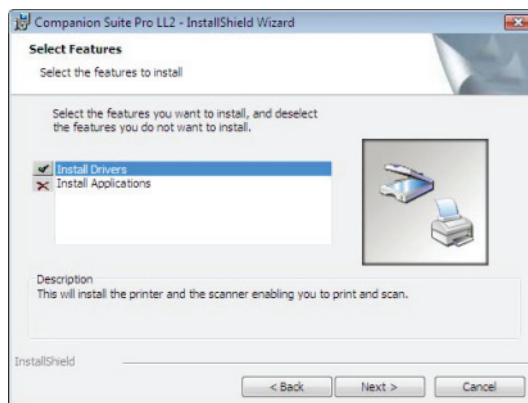 Companion Suite Pro LL2 - InstallShield Wizard
Select Features
Select the features to install
Select the features you want to install, and deselect
the features you do not want to install.
Install Drivers
Install Applications
Description
This will install the printer and the scanner enabling you to print and scan.
InstallShield
< Back
Next >
Cancel